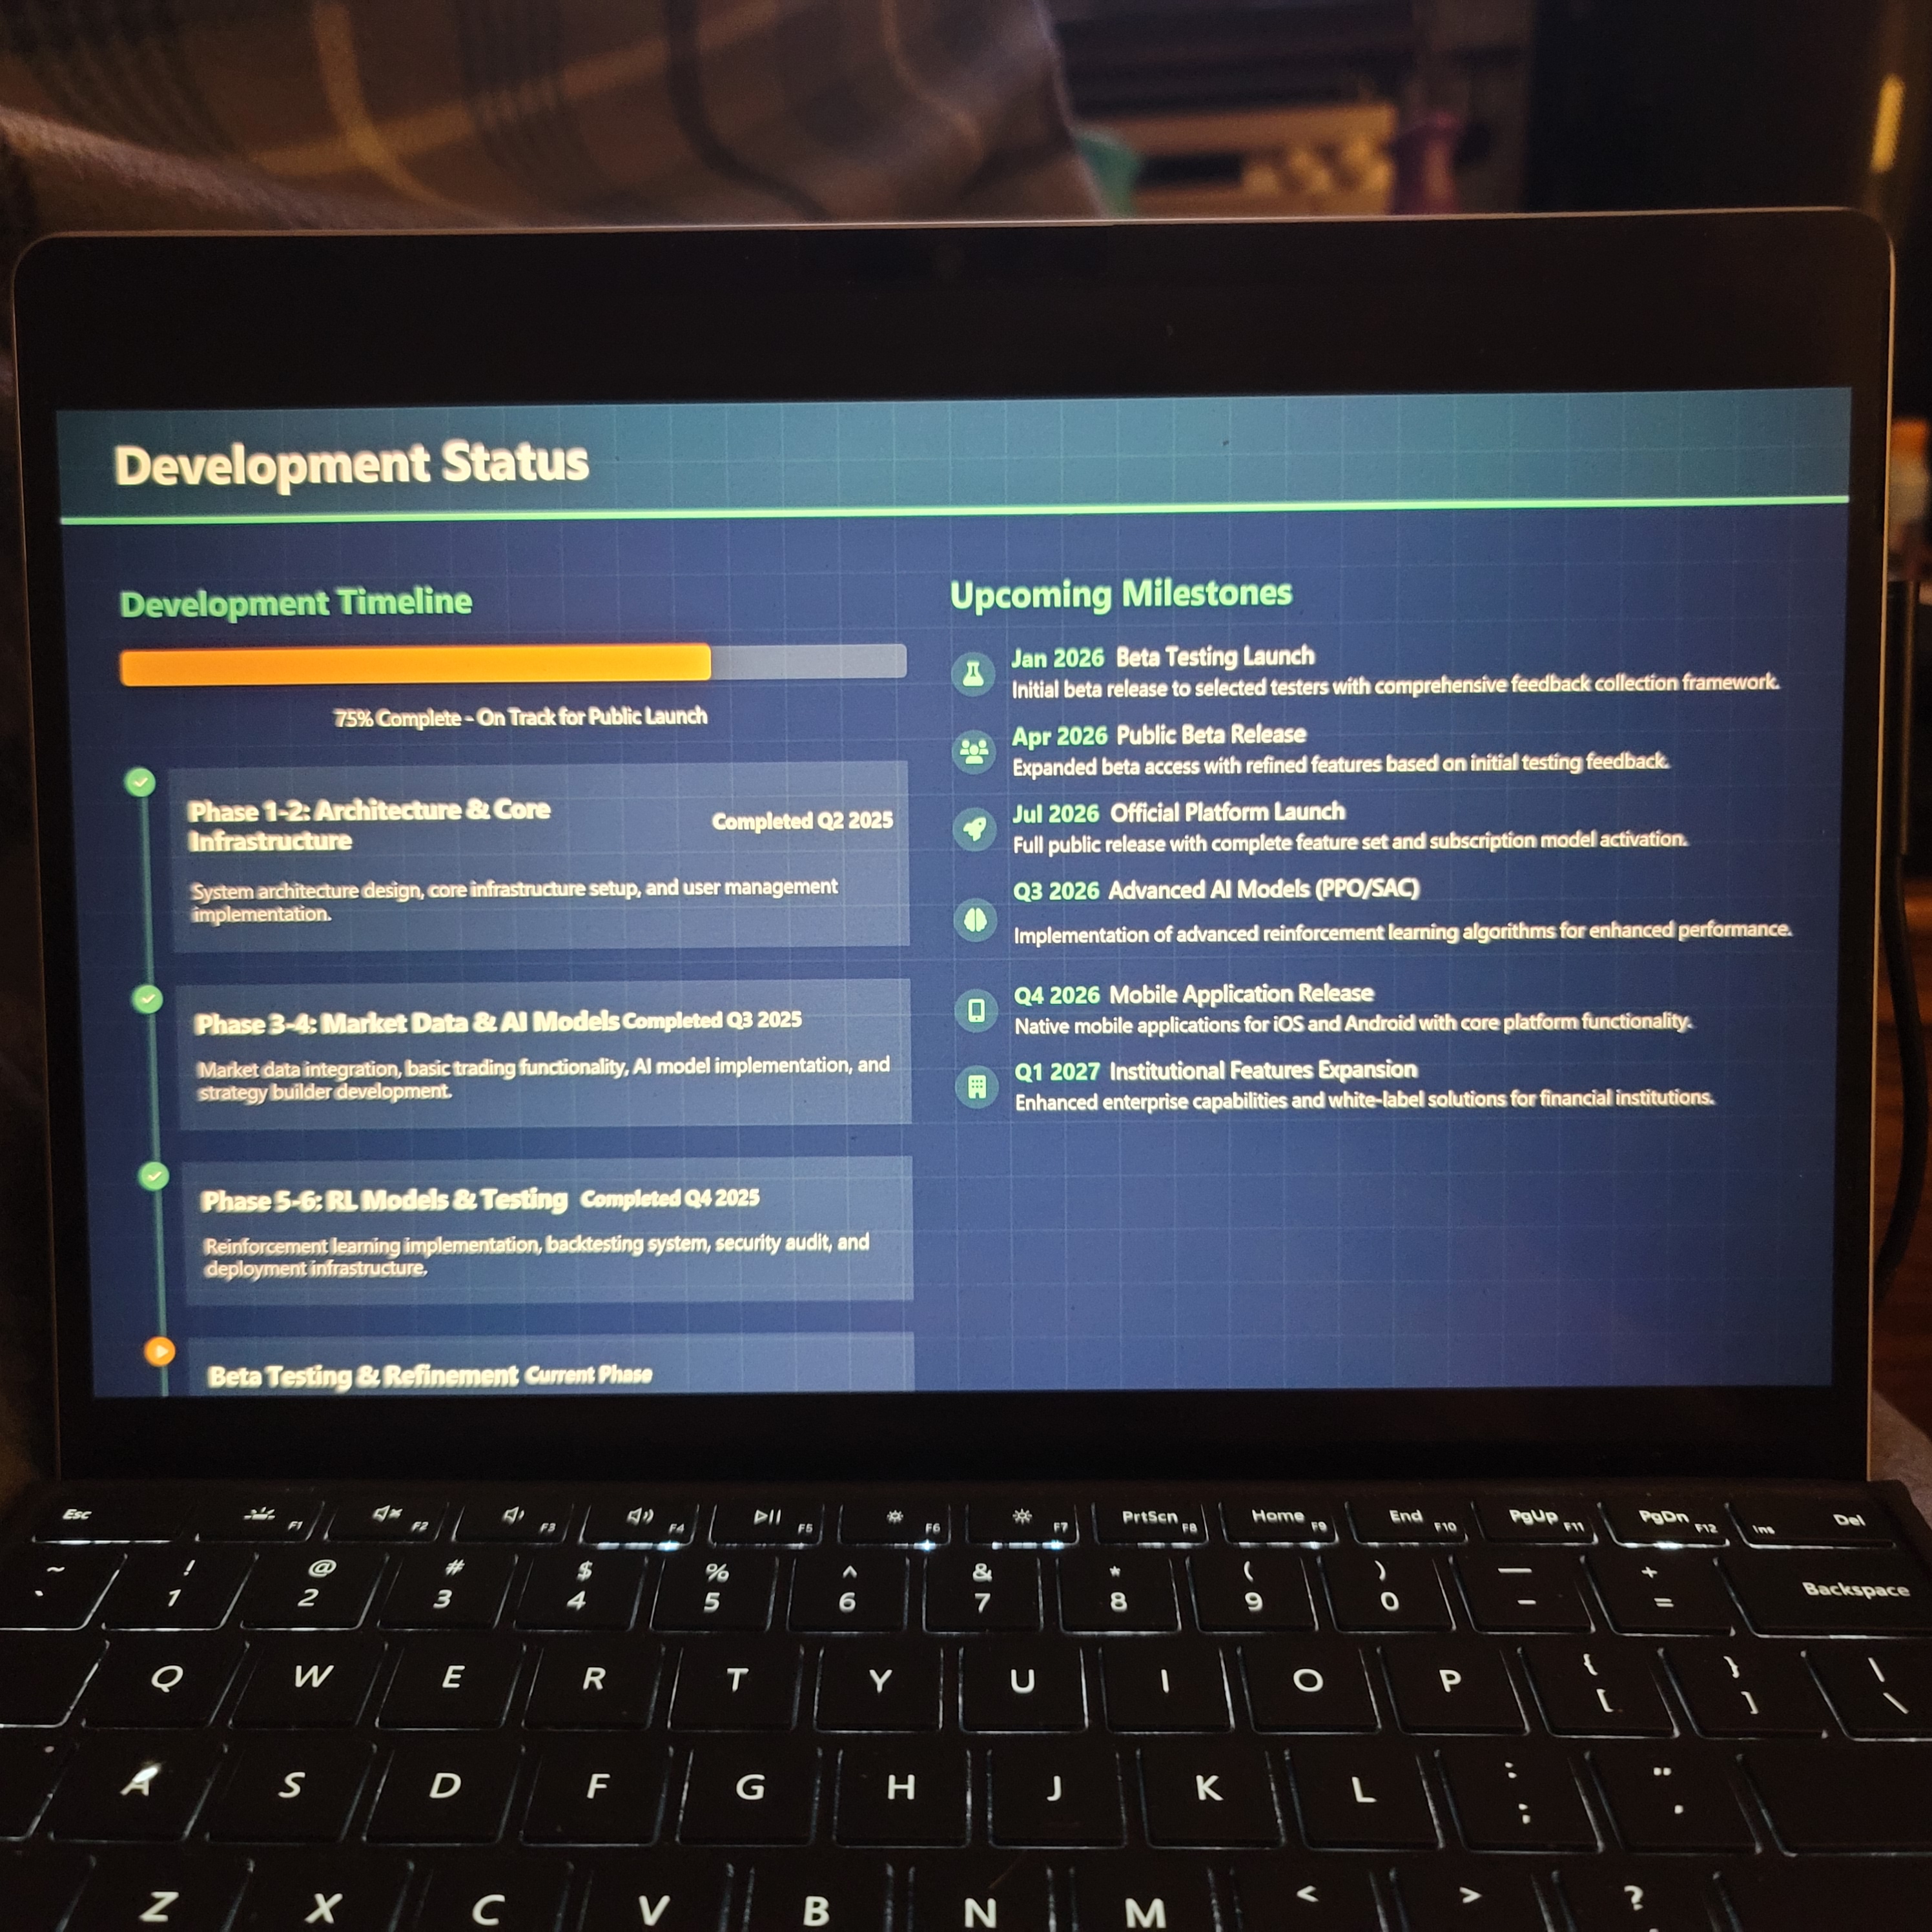 Development Status
Development Timeline
75% Complete - On Track for Public Launch
Phase 1-2: Architecture & Core
Infrastructure
Completed Q2 2025
System architecture design, core infrastructure setup, and user management
implementation.
Phase 3-4: Market Data & AI Models Completed Q3 2025
Market data integration, basic trading functionality, AI model implementation, and
strategy builder development.
Phase 5-6: RL Models & Testing Completed Q4 2025
Reinforcement learning implementation, backtesting system, security audit, and
deployment infrastructure.
Beta Testing & Refinement Current Phase
Upcoming Milestones
Jan 2026 Beta Testing Launch
Initial beta release to selected testers with comprehensive feedback collection framework.
Apr 2026 Public Beta Release
Expanded beta access with refined features based on initial testing feedback.
Jul 2026 Official Platform Launch
Full public release with complete feature set and subscription model activation.
Q3 2026 Advanced AI Models (PPO/SAC)
Implementation of advanced reinforcement learning algorithms for enhanced performance.
Q4 2026 Mobile Application Release
Native mobile applications for iOS and Android with core platform functionality.
Q1 2027 Institutional Features Expansion
Enhanced enterprise capabilities and white-label solutions for financial institutions.
Esc F1 F2 F3 F4 F5 F6 F7 PrtScn F8 Home F9 End F10 PgUp F11 PgDn F12 Ins Del
~ ! @ # $ % ^ & * ( ) — +
` 1 2 3 4 5 6 7 8 9 0 - = Backspace
Q W E R T Y U I O P { [ } ] | \
A S D F G H J K L : ; " '
Z X C V B N M < > ?